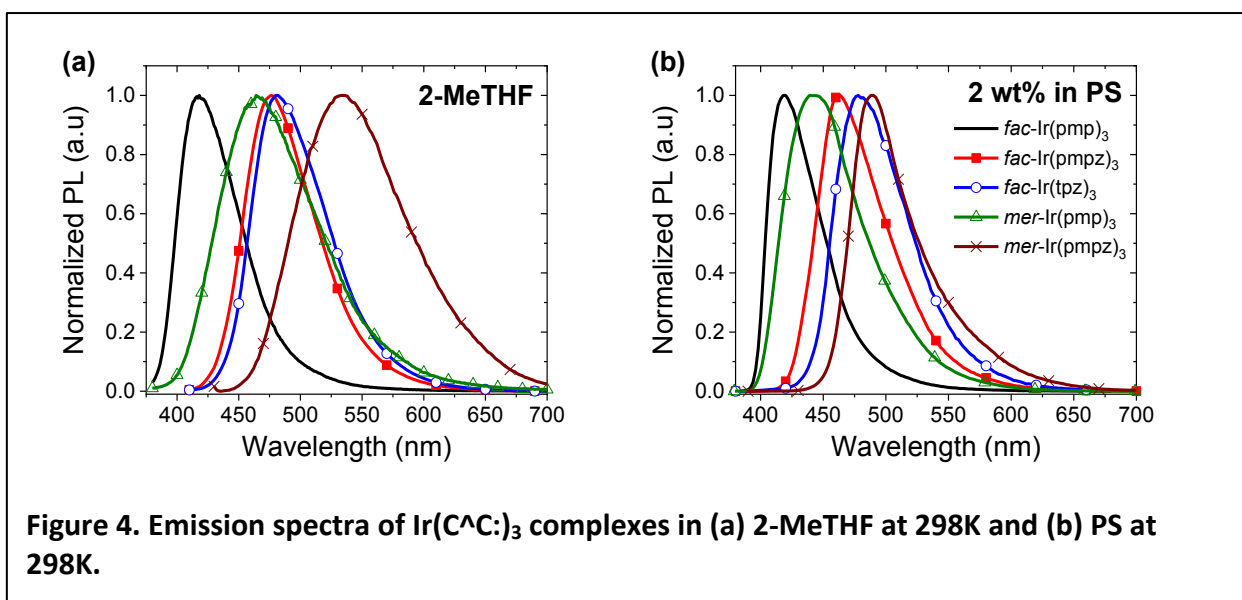 (a)
2-MeTHF
1.0
0.8
0.6
0.4
0.2
0.0
Normalized PL (a.u)
400 450 500 550 600 650 700
Wavelength (nm)
(b)
2 wt% in PS
fac-Ir(pmp)₃
fac-Ir(pmpz)₃
fac-Ir(tpz)₃
mer-Ir(pmp)₃
mer-Ir(pmpz)₃
1.0
0.8
0.6
0.4
0.2
0.0
Normalized PL (a.u)
400 450 500 550 600 650 700
Wavelength (nm)
Figure 4. Emission spectra of Ir(C^C:)₃ complexes in (a) 2-MeTHF at 298K and (b) PS at
298K.